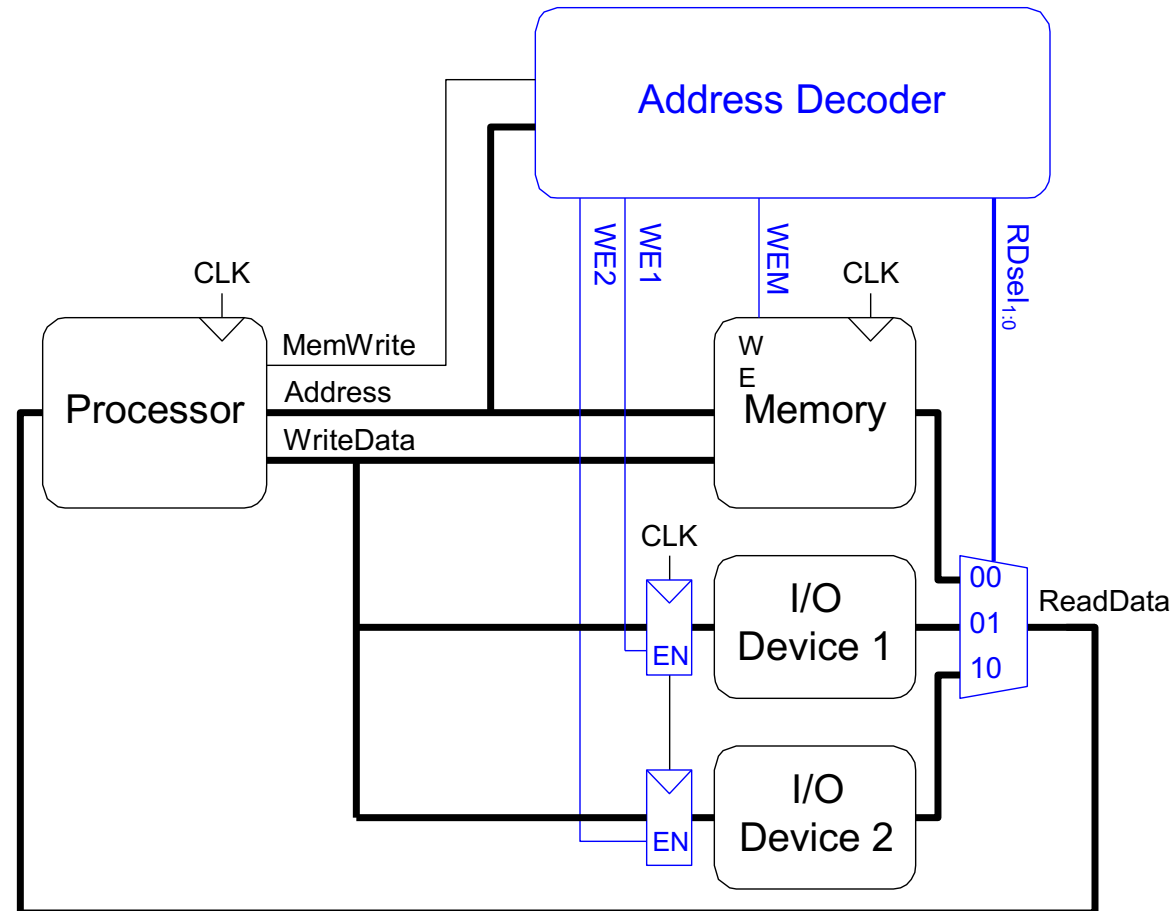 Address Decoder
WE2
WE1
WEM
RDsel1:0
CLK
CLK
Processor
MemWrite
Address
WriteData
W
E
Memory
CLK
EN
I/O
Device 1
00
01
10
ReadData
EN
I/O
Device 2